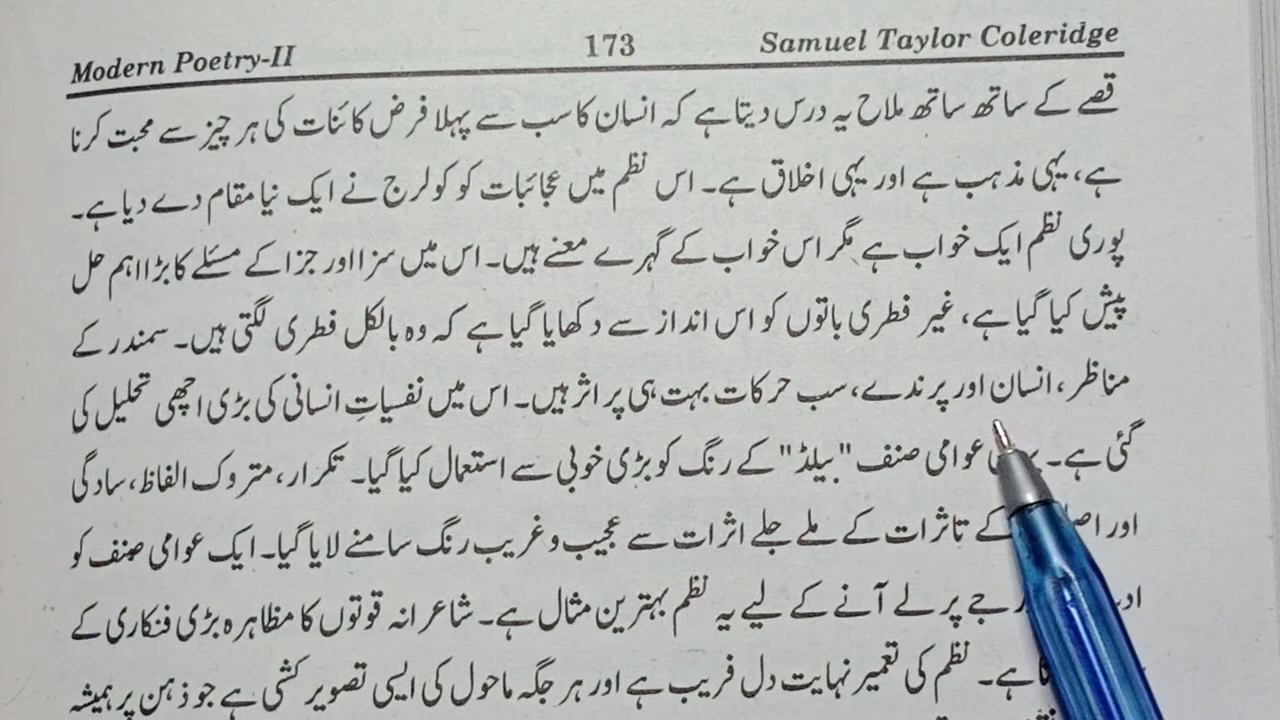 Modern Poetry-II 173 Samuel Taylor Coleridge
قصے کے ساتھ ساتھ ملاح یہ درس دیتا ہے کہ انسان کا سب سے پہلا فرض کائنات کی ہر چیز سے محبت کرنا
ہے، یہی مذہب ہے اور یہی اخلاق ہے۔ اس نظم میں عجائبات کو کولرج نے ایک نیا مقام دے دیا ہے۔
پوری نظم ایک خواب ہے مگر اس خواب کے گہرے معنے ہیں۔ اس میں سزا اور جزا کے مسئلے کا بڑا اہم حل
پیش کیا گیا ہے، غیر فطری باتوں کو اس انداز سے دکھایا گیا ہے کہ وہ بالکل فطری لگتی ہیں۔ سمندر کے
مناظر، انسان اور پرندے، سب حرکات بہت ہی پر اثر ہیں۔ اس میں نفسیاتِ انسانی کی بڑی اچھی تحلیل کی
گئی ہے۔ عوامی صنف "بیلڈ" کے رنگ کو بڑی خوبی سے استعمال کیا گیا۔ تکرار، متروک الفاظ، سادگی
اور کے تاثرات کے ملے جلے اثرات سے عجیب و غریب رنگ سامنے لایا گیا۔ ایک عوامی صنف کو
پر لے آنے کے لیے یہ نظم بہترین مثال ہے۔ شاعرانہ قوتوں کا مظاہرہ بڑی فنکاری کے
ہے۔ نظم کی تعمیر نہایت دل فریب ہے اور ہر جگہ ماحول کی ایسی تصویر کشی ہے جو ذہن پر ہمیشہ